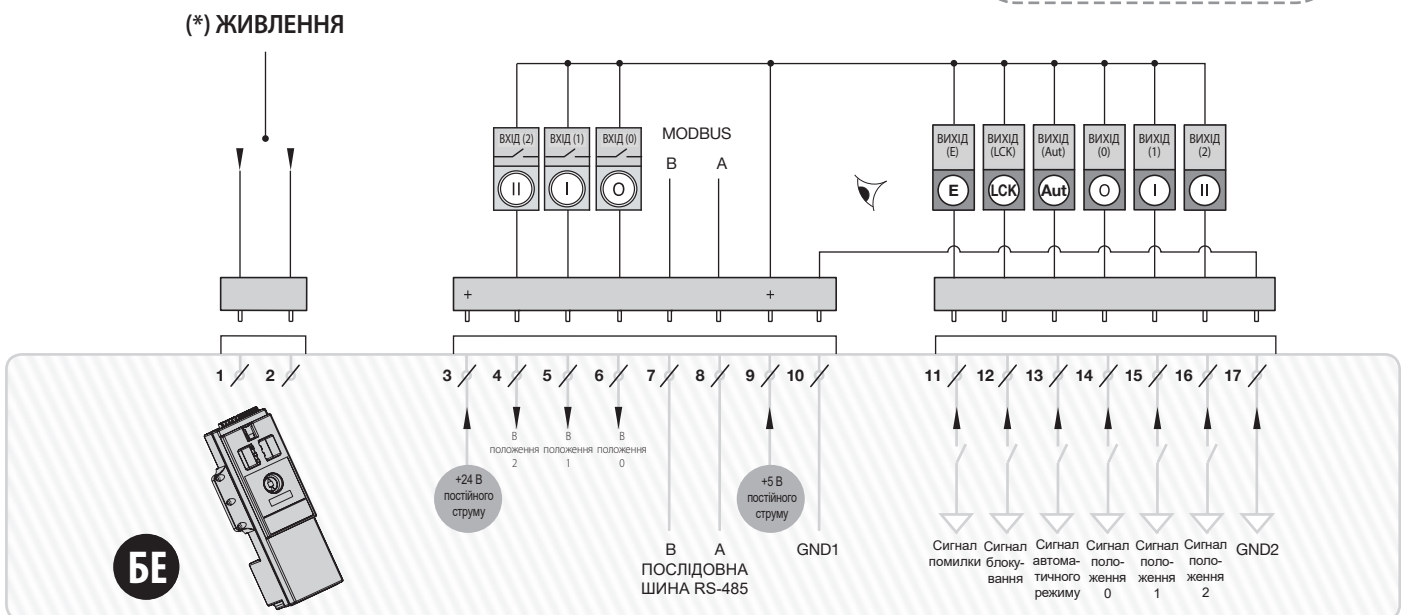 (*) ЖИВЛЕННЯ
ВХІД (2) ВХІД (1) ВХІД (0)
MODBUS
B A
II I O
ВИХІД (E) ВИХІД (LCK) ВИХІД (Aut) ВИХІД (0) ВИХІД (1) ВИХІД (2)
E LCK Aut O I II
+ +
1 2 3 4 5 6 7 8 9 10 11 12 13 14 15 16 17
В положення 2
В положення 1
В положення 0
+24 В
постійного
струму
+5 В
постійного
струму
B A
ПОСЛІДОВНА
ШИНА RS-485
GND1
Сигнал
помилки
Сигнал
блоку-
вання
Сигнал
автома-
тичного
режиму
Сигнал
поло-
ження
0
Сигнал
поло-
ження
1
Сигнал
поло-
ження
2
GND2
БЕ